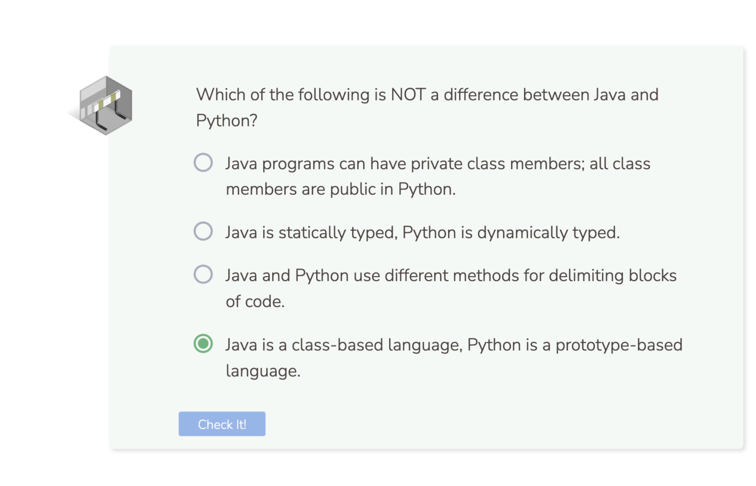 Which of the following is NOT a difference between Java and
Python?
Java programs can have private class members; all class
members are public in Python.
Java is statically typed, Python is dynamically typed.
Java and Python use different methods for delimiting blocks
of code.
Java is a class-based language, Python is a prototype-based
language.
Check It!